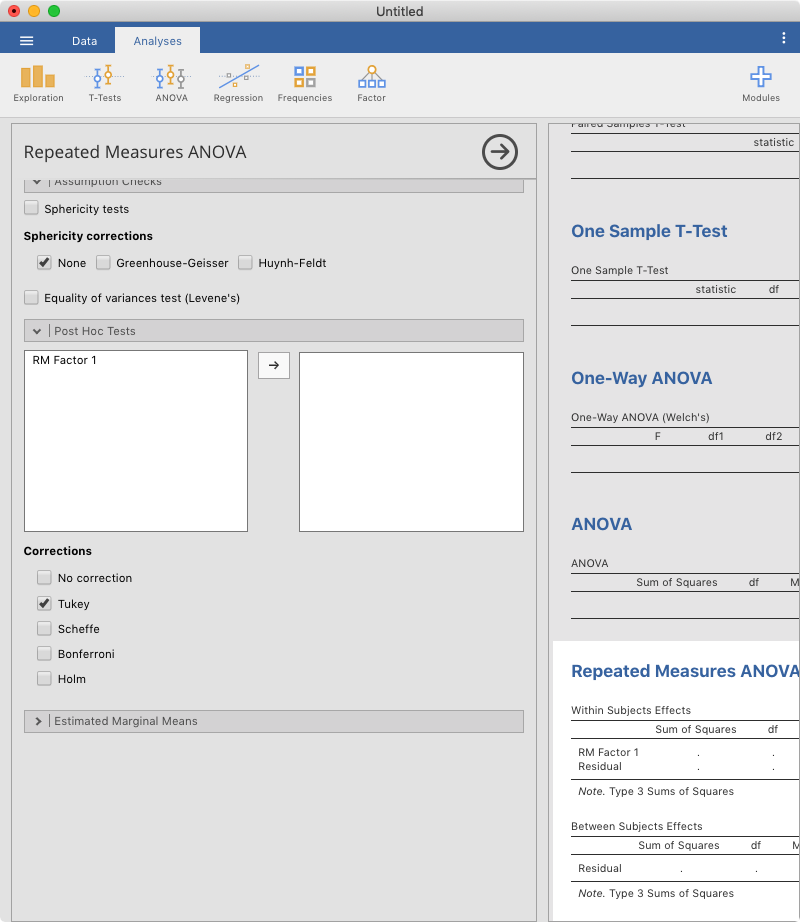 Untitled
Data Analyses
Exploration T-Tests ANOVA Regression Frequencies Factor Modules
Repeated Measures ANOVA
Assumption Checks
Sphericity tests
Sphericity corrections
None Greenhouse-Geisser Huynh-Feldt
Equality of variances test (Levene's)
Post Hoc Tests
RM Factor 1
Corrections
No correction
Tukey
Scheffe
Bonferroni
Holm
Estimated Marginal Means
Paired Samples T-Test
statistic
One Sample T-Test
One Sample T-Test
statistic df
One-Way ANOVA
One-Way ANOVA (Welch's)
F df1 df2
ANOVA
ANOVA
Sum of Squares df M
Repeated Measures ANOVA
Within Subjects Effects
Sum of Squares df
RM Factor 1 . .
Residual . .
Note. Type 3 Sums of Squares
Between Subjects Effects
Sum of Squares df M
Residual . .
Note. Type 3 Sums of Squares